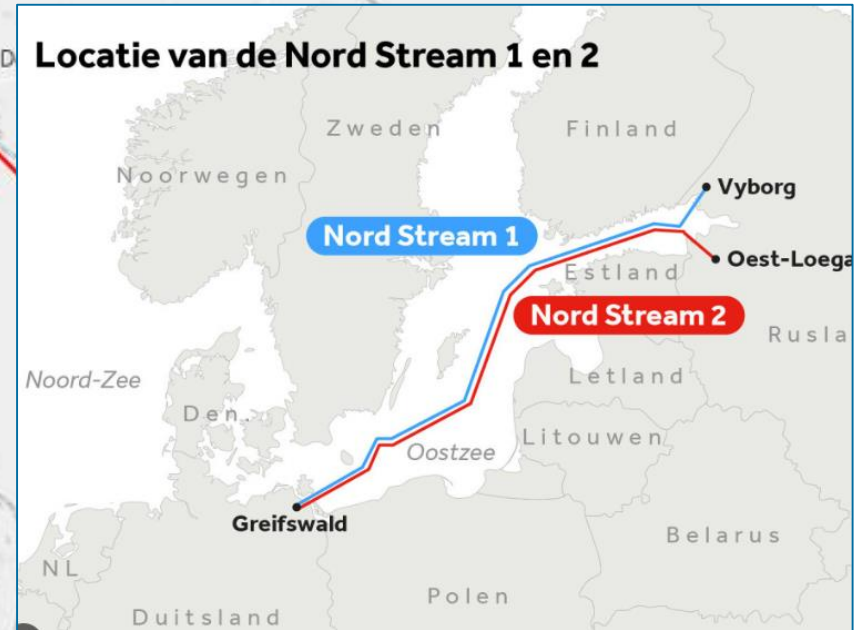 D
Locatie van de Nord Stream 1 en 2
Zweden
Finland
Noorwegen
Vyborg
Nord Stream 1
Oest-Loega
Estland
Nord Stream 2
Rusla
Noord-Zee
Letland
Den.
Litouwen
Oostzee
Greifswald
Belarus
NL
Polen
Duitsland